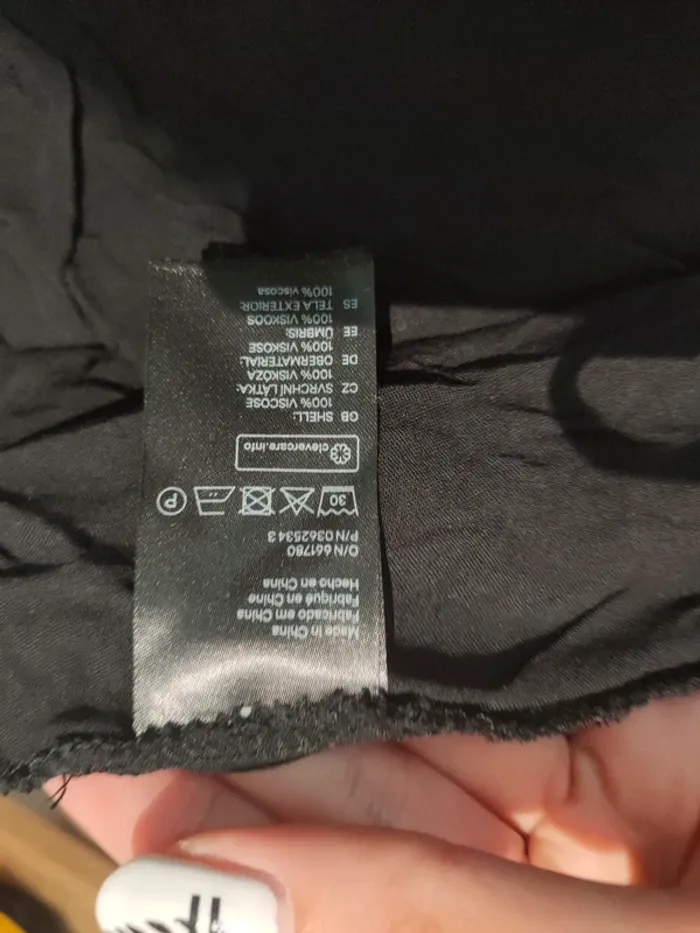 Made in China
Fabricado em China
Fabriqué en Chine
Hecho en China
O/N 661780
P/N 0362534 3
30 P
clevercare.info
GB SHELL:
100% VISCOSE
CZ SVRCHNÍ LÁTKA:
100% VISKÓZA
DE OBERMATERIAL:
100% VISKOSE
EE ÜMBRIS:
100% VISKOOS
ES TELA EXTERIOR:
100% viscosa